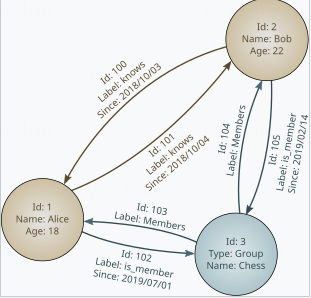 Id: 2
Name: Bob
Age: 22
Id: 100
Label: knows
Since: 2018/10/03
Id: 101
Label: knows
Since: 2018/10/04
Id: 104
Label: Members
Id: 105
Label: is_member
Since: 2019/02/14
Id: 1
Name: Alice
Age: 18
Id: 103
Label: Members
Id: 102
Label: is_member
Since: 2019/07/01
Id: 3
Type: Group
Name: Chess